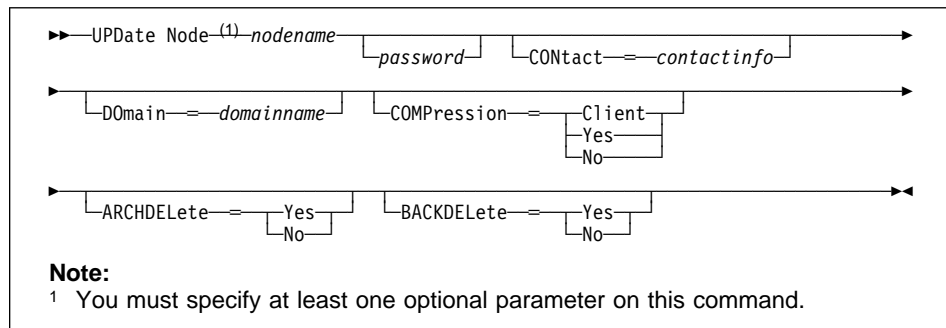 UPDate Node (1) nodename
password
CONtact = contactinfo
DOmain = domainname
COMPression = Client
Yes
No
ARCHDELete = Yes
No
BACKDELete = Yes
No
Note:
1 You must specify at least one optional parameter on this command.